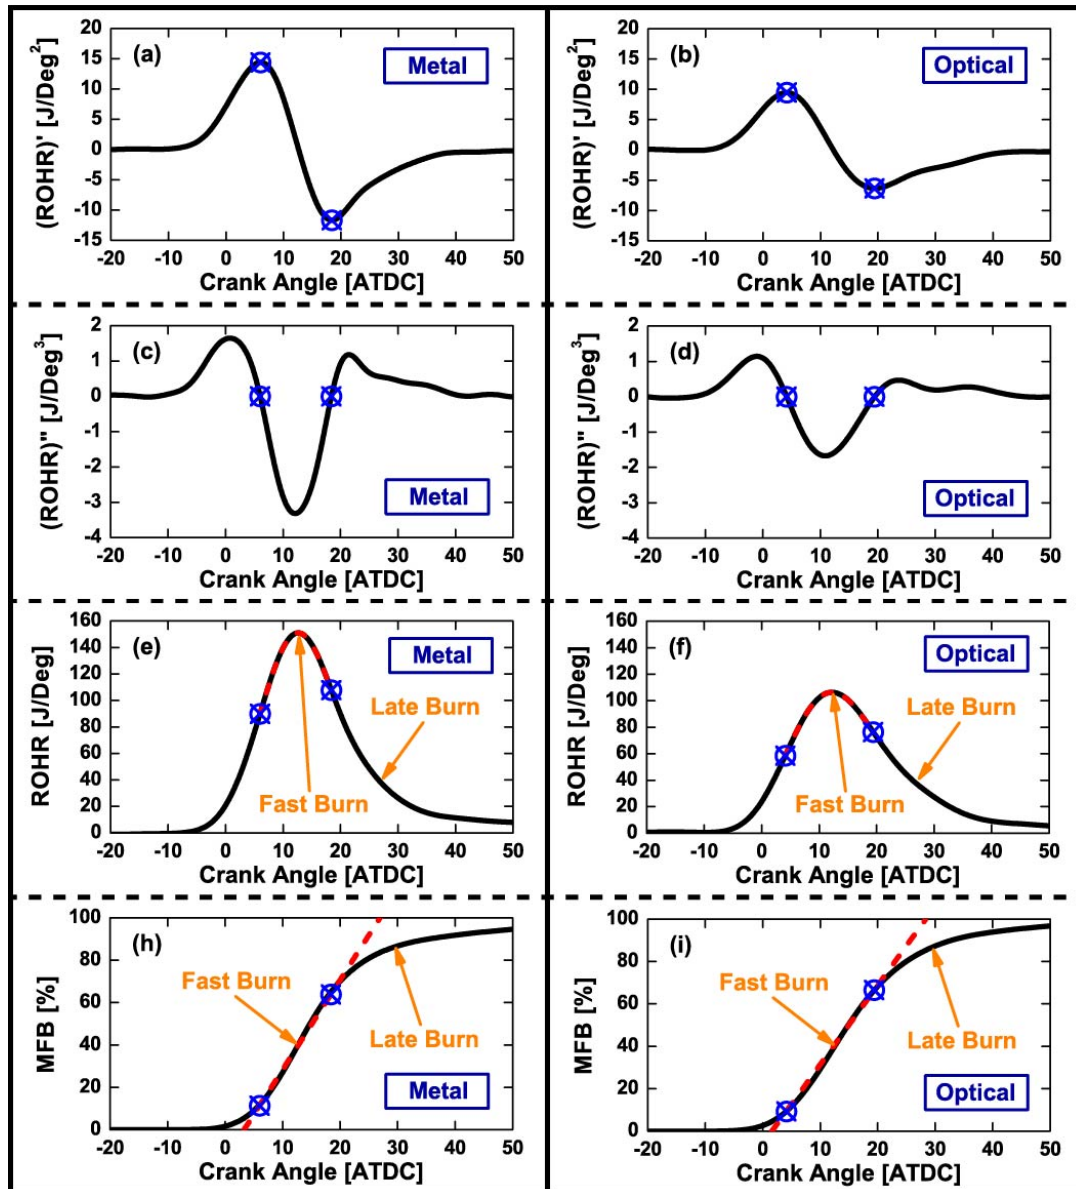 (a)
Metal
(ROHR)' [J/Deg²]
20
15
10
5
0
-5
-10
-15
-20 -10 0 10 20 30 40 50
Crank Angle [ATDC]
(b)
Optical
(ROHR)' [J/Deg²]
20
15
10
5
0
-5
-10
-15
-20 -10 0 10 20 30 40 50
Crank Angle [ATDC]
(c)
Metal
(ROHR)" [J/Deg³]
2
1
0
-1
-2
-3
-4
-20 -10 0 10 20 30 40 50
Crank Angle [ATDC]
(d)
Optical
(ROHR)" [J/Deg³]
2
1
0
-1
-2
-3
-4
-20 -10 0 10 20 30 40 50
Crank Angle [ATDC]
(e)
Metal
Late Burn
Fast Burn
ROHR [J/Deg]
160
140
120
100
80
60
40
20
0
-20 -10 0 10 20 30 40 50
Crank Angle [ATDC]
(f)
Optical
Late Burn
Fast Burn
ROHR [J/Deg]
160
140
120
100
80
60
40
20
0
-20 -10 0 10 20 30 40 50
Crank Angle [ATDC]
(h)
Fast Burn
Late Burn
Metal
MFB [%]
100
80
60
40
20
0
-20 -10 0 10 20 30 40 50
Crank Angle [ATDC]
(i)
Fast Burn
Late Burn
Optical
MFB [%]
100
80
60
40
20
0
-20 -10 0 10 20 30 40 50
Crank Angle [ATDC]